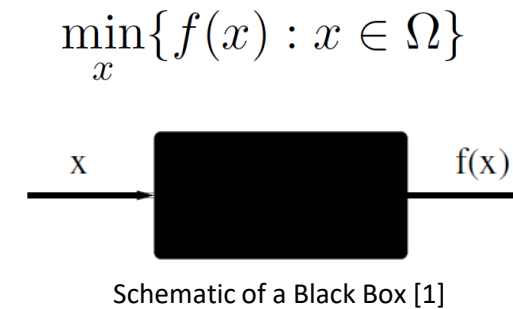 min{f(x) : x ∈ Ω}
x
x f(x)
Schematic of a Black Box [1]